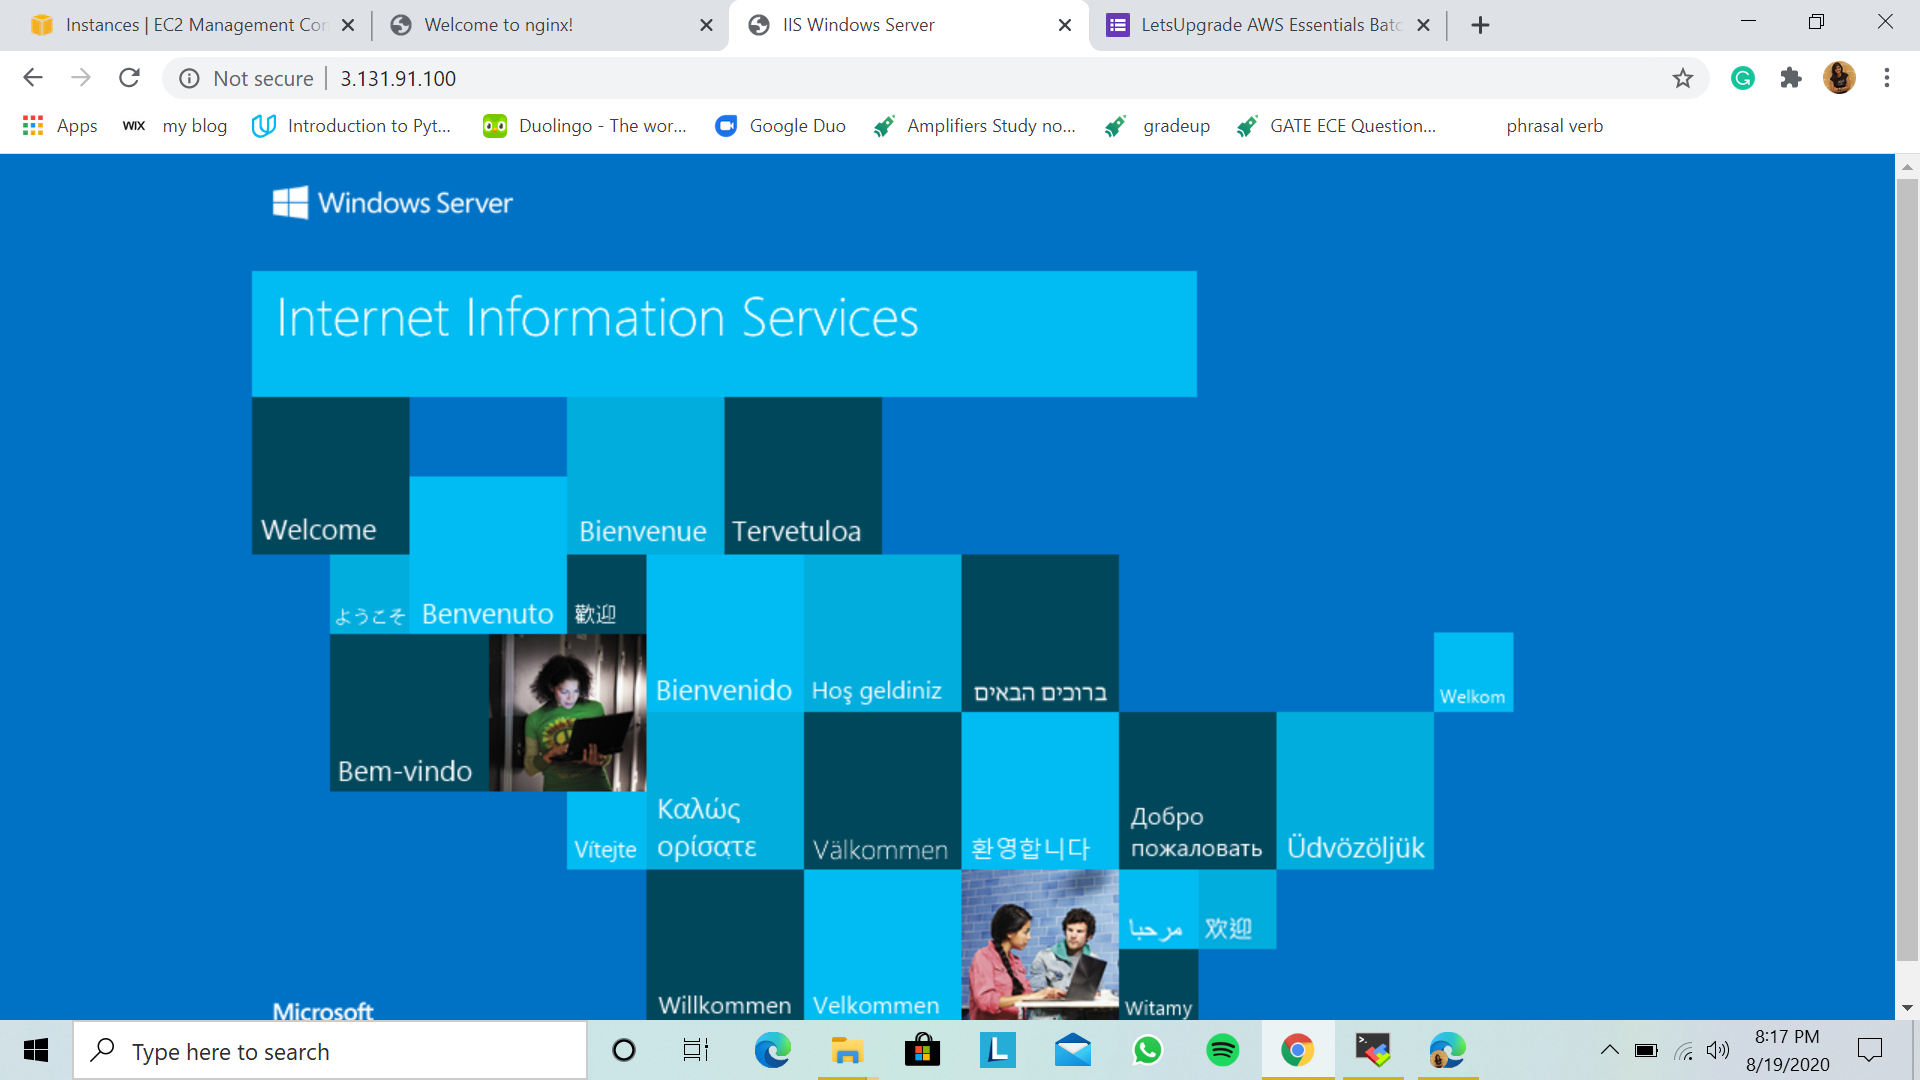 Instances | EC2 Management Con
Welcome to nginx!
IIS Windows Server
LetsUpgrade AWS Essentials Batc
Not secure
3.131.91.100
Apps
WIX
my blog
Introduction to Pyt...
Duolingo - The wor...
Google Duo
Amplifiers Study no...
gradeup
GATE ECE Question...
phrasal verb
Windows Server
Internet Information Services
Welcome
Bienvenue
Tervetuloa
ようこそ
Benvenuto
歡迎
Bienvenido
Hoş geldiniz
ברוכים הבאים
Welkom
Bem-vindo
Vítejte
Καλώς
ορίσατε
Välkommen
환영합니다
Добро
пожаловать
Üdvözöljük
مرحبا
欢迎
Microsoft
Willkommen
Velkommen
Witamy
Type here to search
8:17 PM
8/19/2020